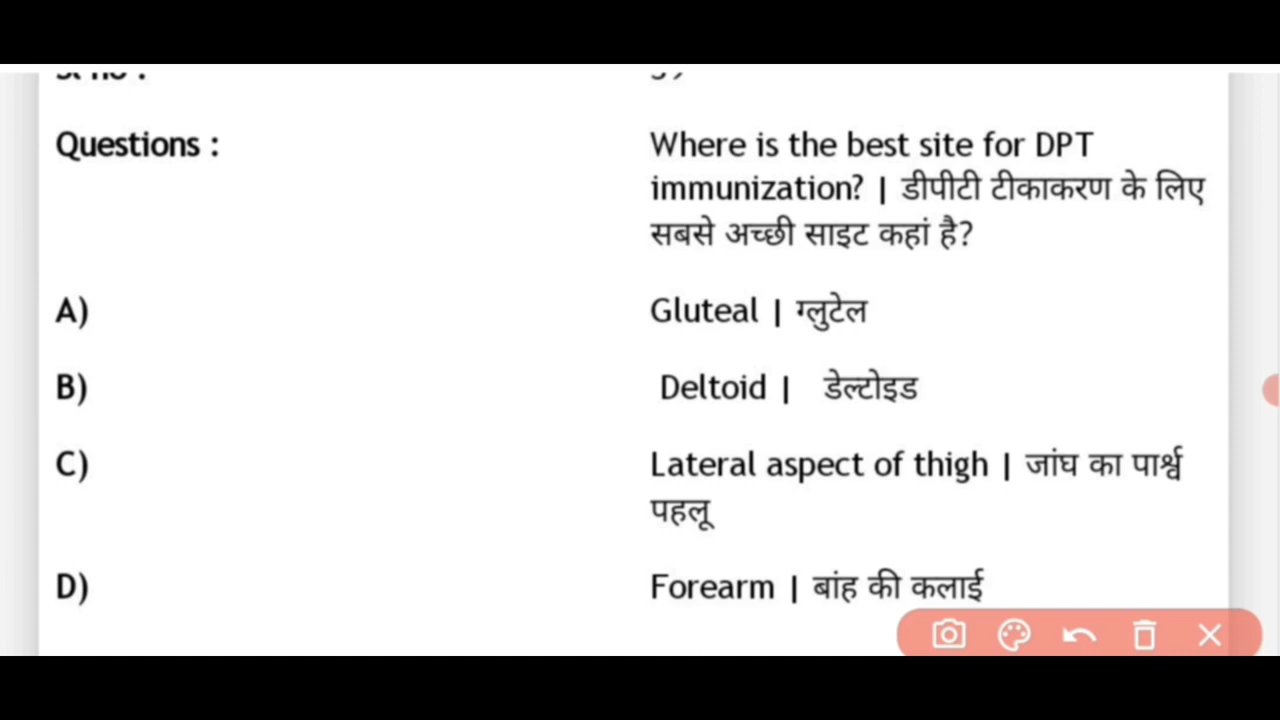 Questions :
Where is the best site for DPT
immunization? | डीपीटी टीकाकरण के लिए
सबसे अच्छी साइट कहां है?
A) Gluteal | ग्लुटेल
B) Deltoid | डेल्टोइड
C) Lateral aspect of thigh | जांघ का पार्श्व
पहलू
D) Forearm | बांह की कलाई